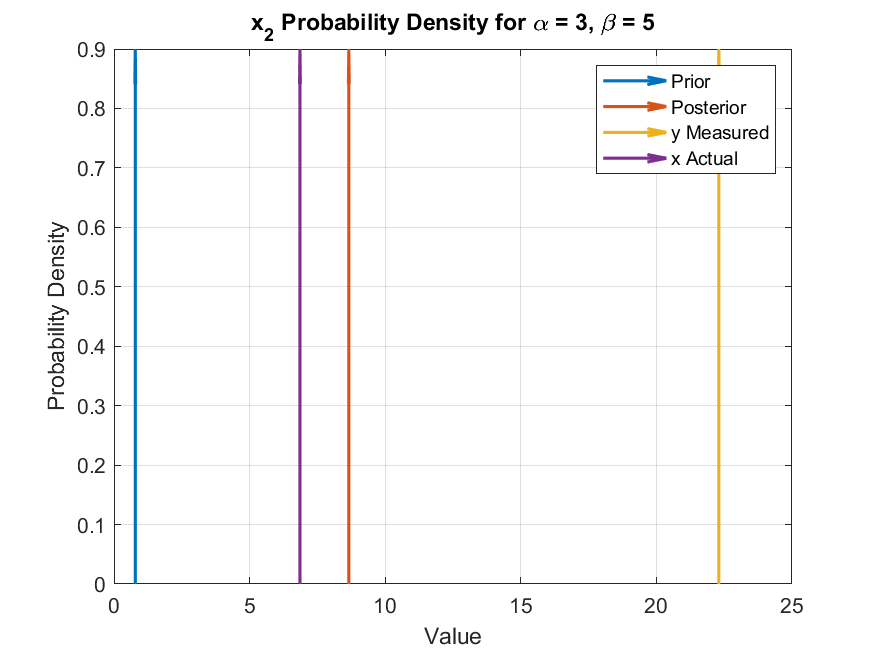 x2 Probability Density for α = 3, β = 5
0.9
0.8
0.7
0.6
0.5
0.4
0.3
0.2
0.1
0
Probability Density
Prior
Posterior
y Measured
x Actual
0 5 10 15 20 25
Value